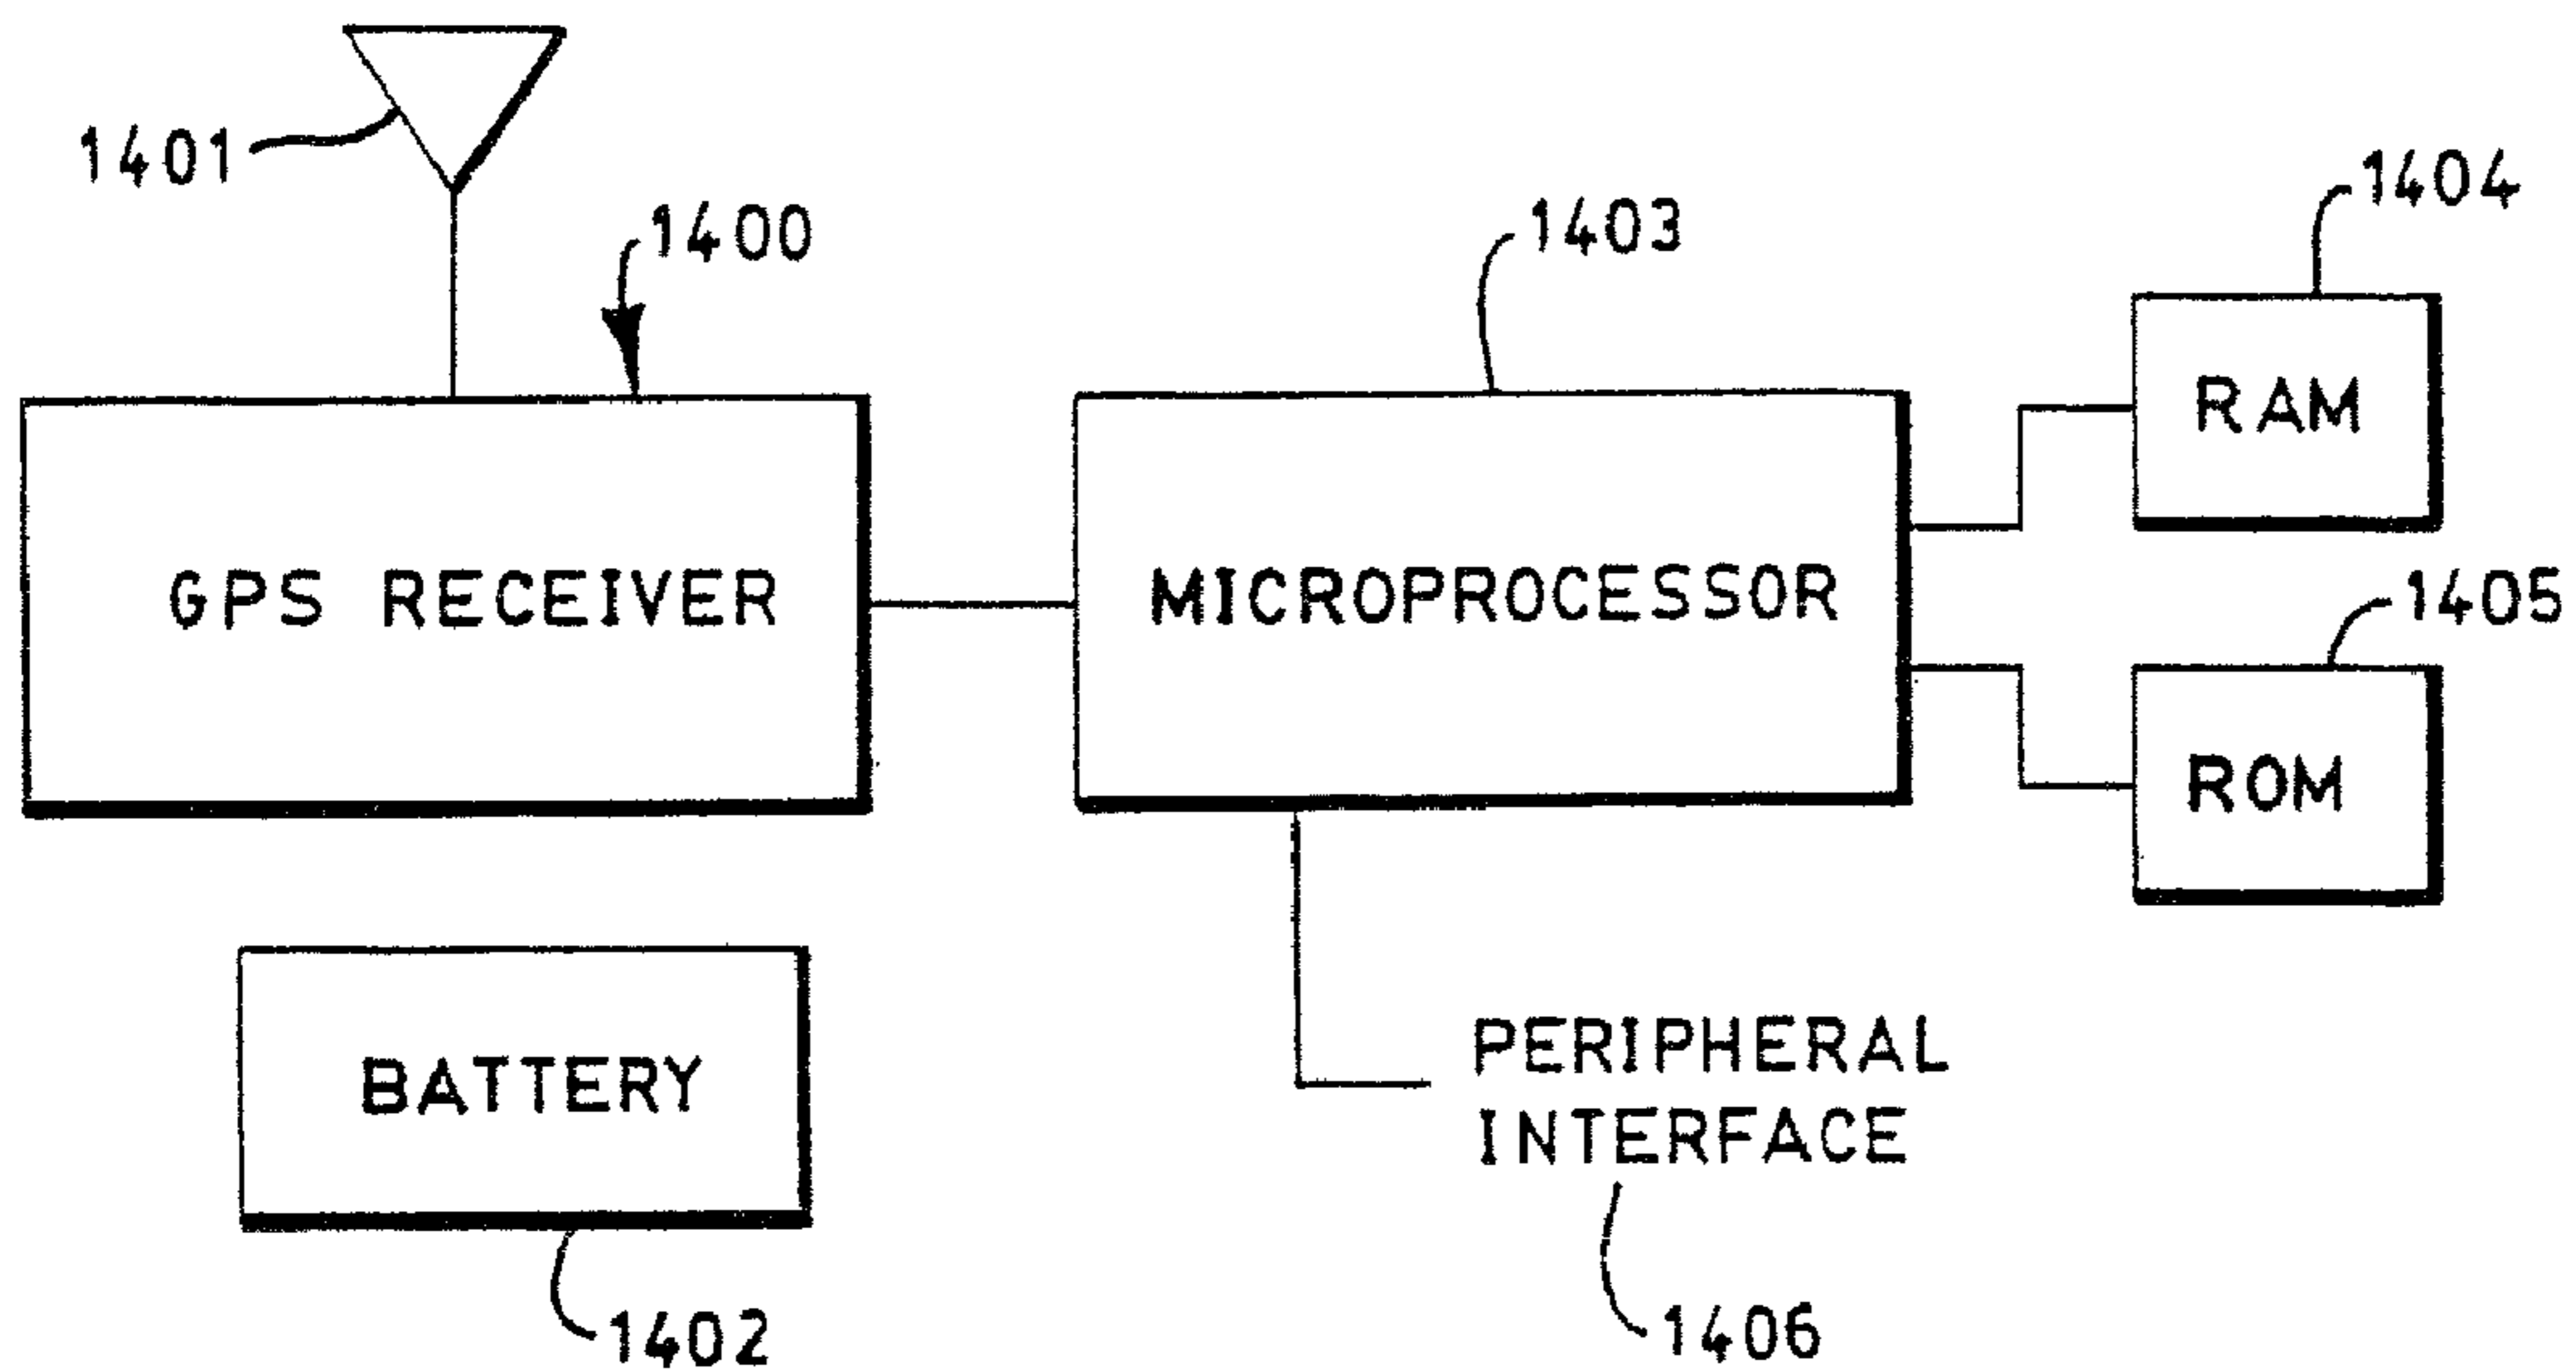 1401
1400
1403
1404
GPS RECEIVER
MICROPROCESSOR
RAM
1405
ROM
BATTERY
PERIPHERAL
INTERFACE
1402
1406